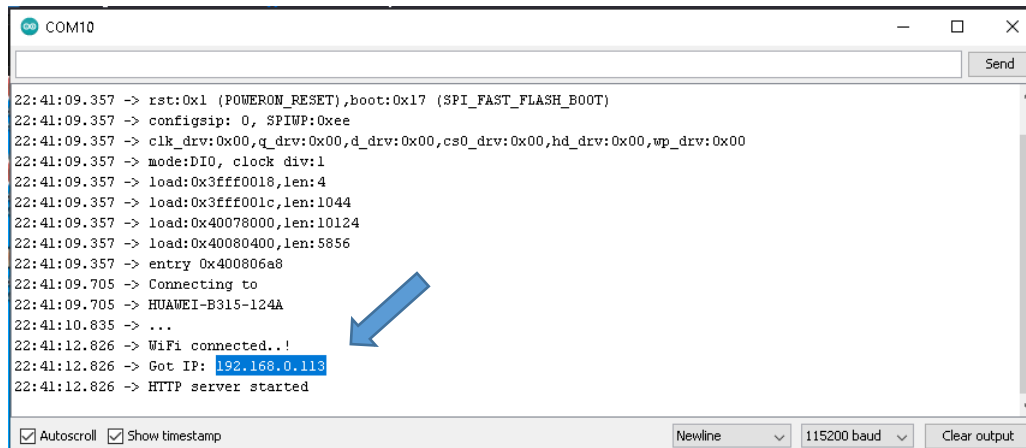 COM10
Send
22:41:09.357 -> rst:0x1 (POWERON_RESET),boot:0x17 (SPI_FAST_FLASH_BOOT)
22:41:09.357 -> configsip: 0, SPIWP:0xee
22:41:09.357 -> clk_drv:0x00,q_drv:0x00,d_drv:0x00,cs0_drv:0x00,hd_drv:0x00,wp_drv:0x00
22:41:09.357 -> mode:DIO, clock div:1
22:41:09.357 -> load:0x3fff0018,len:4
22:41:09.357 -> load:0x3fff001c,len:1044
22:41:09.357 -> load:0x40078000,len:10124
22:41:09.357 -> load:0x40080400,len:5856
22:41:09.357 -> entry 0x400806a8
22:41:09.705 -> Connecting to
22:41:09.705 -> HUAWEI-B315-124A
22:41:10.835 -> ...
22:41:12.826 -> WiFi connected..!
22:41:12.826 -> Got IP: 192.168.0.113
22:41:12.826 -> HTTP server started
Autoscroll Show timestamp Newline 115200 baud Clear output